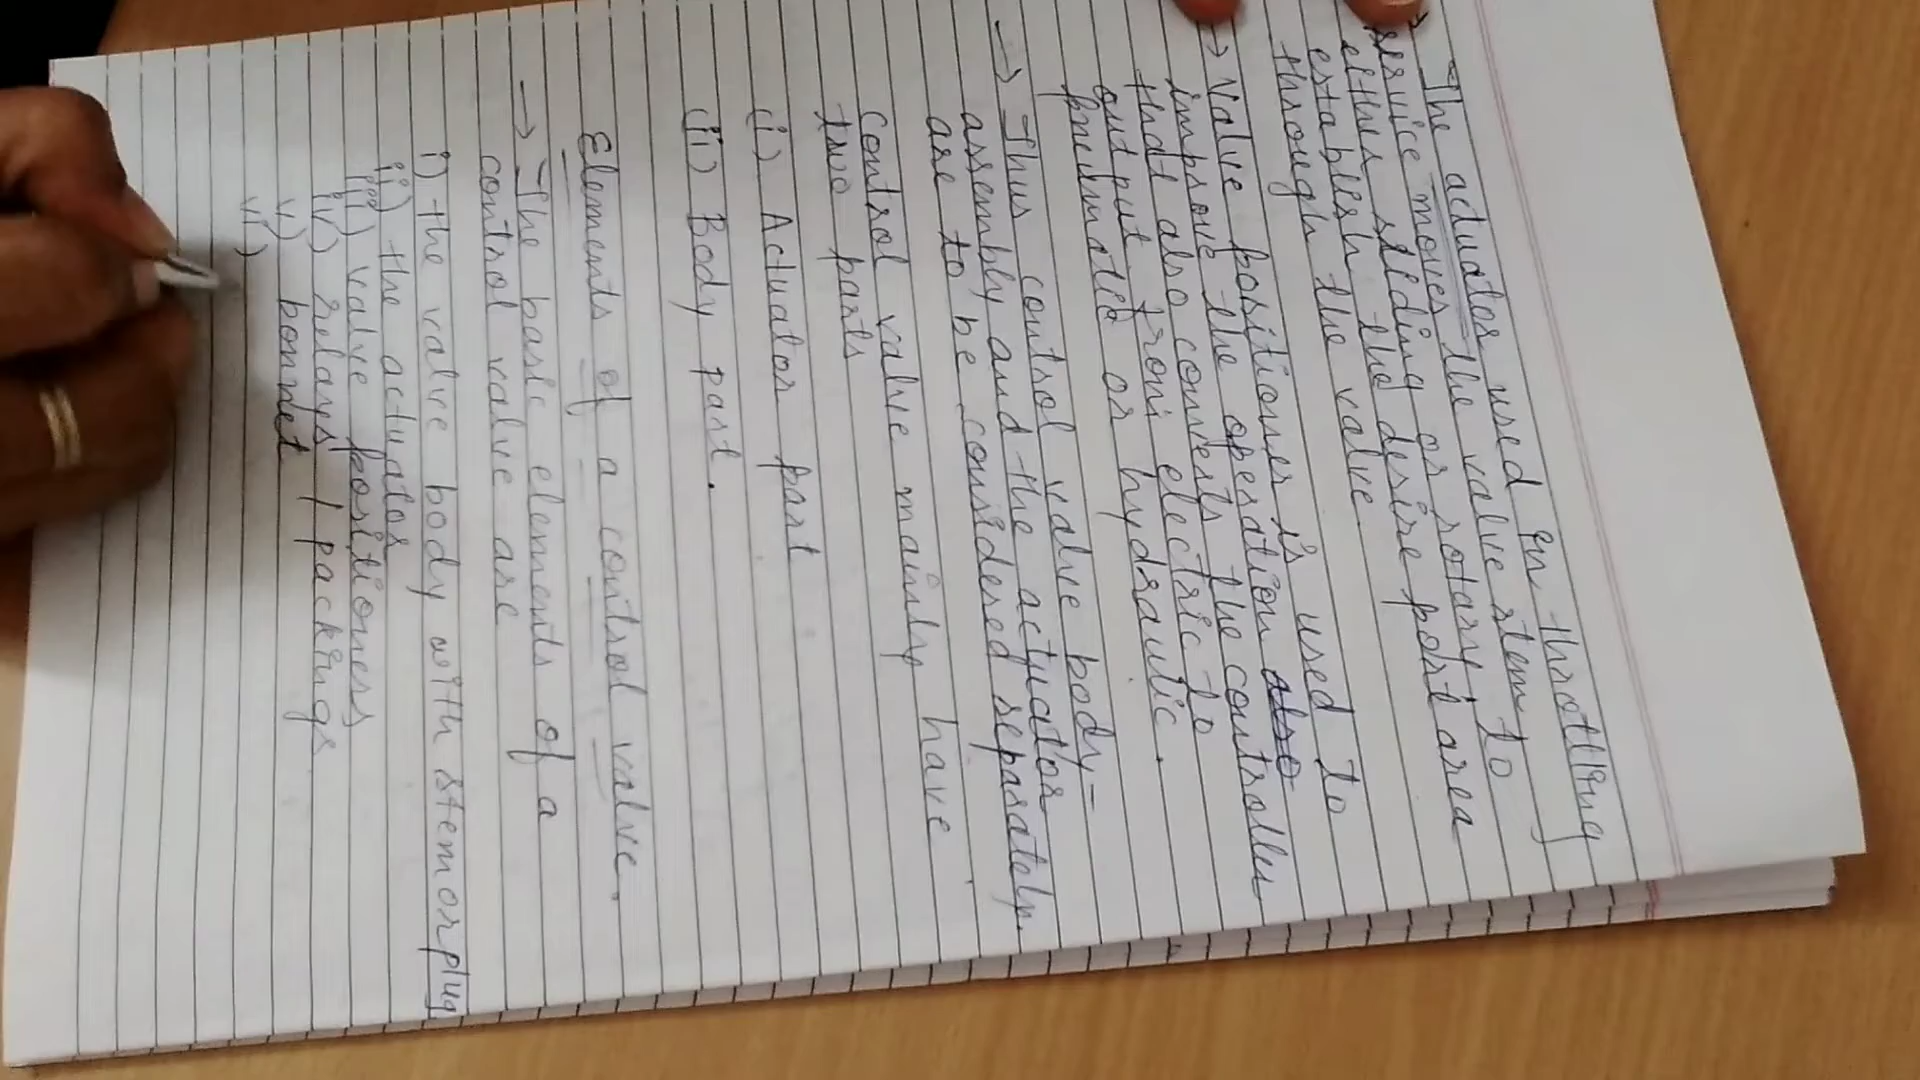 → The actuator used in throttling
service moves the valve stem to
either sliding or rotary,
establish the desire port area
through the valve
→ Valve positioner is used to
improve the operation also
that also converts the controller
output from electric to
pneumatic or hydraulic.
→ Thus control valve body-
assembly and the actuator
are to be considered separately.
Control valve mainly have
two parts
(i) Actuator part
(ii) Body part.
Elements of a control valve.
→ The basic elements of a
control valve are
i) the valve body with stem or plug
ii) the actuator
iii) valve positioners
iv) relays / packings
v) bonnet
vi)